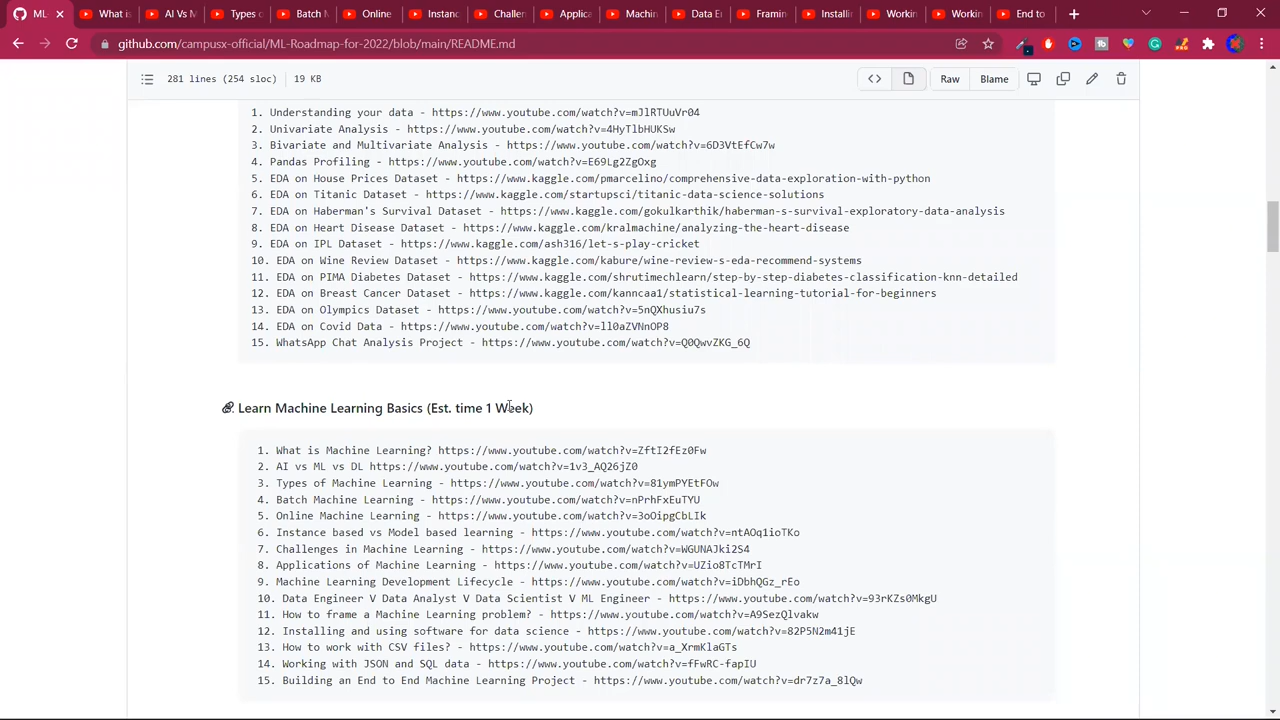 ML-
What is
AI Vs M
Types o
Batch M
Online
Instanc
Challen
Applica
Machin
Data En
Framin
Installin
Workin
Workin
End to
github.com/campusx-official/ML-Roadmap-for-2022/blob/main/README.md
281 lines (254 sloc) 19 KB
Raw
Blame
1. Understanding your data - https://www.youtube.com/watch?v=mJlRTUuVr04
2. Univariate Analysis - https://www.youtube.com/watch?v=4HyTlbHUKSw
3. Bivariate and Multivariate Analysis - https://www.youtube.com/watch?v=6D3VtEfCw7w
4. Pandas Profiling - https://www.youtube.com/watch?v=E69Lg2ZgOxg
5. EDA on House Prices Dataset - https://www.kaggle.com/pmarcelino/comprehensive-data-exploration-with-python
6. EDA on Titanic Dataset - https://www.kaggle.com/startupsci/titanic-data-science-solutions
7. EDA on Haberman's Survival Dataset - https://www.kaggle.com/gokulkarthik/haberman-s-survival-exploratory-data-analysis
8. EDA on Heart Disease Dataset - https://www.kaggle.com/kralmachine/analyzing-the-heart-disease
9. EDA on IPL Dataset - https://www.kaggle.com/ash316/let-s-play-cricket
10. EDA on Wine Review Dataset - https://www.kaggle.com/kabure/wine-review-s-eda-recommend-systems
11. EDA on PIMA Diabetes Dataset - https://www.kaggle.com/shrutimechlearn/step-by-step-diabetes-classification-knn-detailed
12. EDA on Breast Cancer Dataset - https://www.kaggle.com/kanncaa1/statistical-learning-tutorial-for-beginners
13. EDA on Olympics Dataset - https://www.youtube.com/watch?v=5nQXhusiu7s
14. EDA on Covid Data - https://www.youtube.com/watch?v=ll0aZVNnOP8
15. WhatsApp Chat Analysis Project - https://www.youtube.com/watch?v=Q0QwvZKG_6Q
Learn Machine Learning Basics (Est. time 1 Week)
1. What is Machine Learning? https://www.youtube.com/watch?v=ZftI2fEz0Fw
2. AI vs ML vs DL https://www.youtube.com/watch?v=1v3_AQ26jZ0
3. Types of Machine Learning - https://www.youtube.com/watch?v=81ymPYEtFOw
4. Batch Machine Learning - https://www.youtube.com/watch?v=nPrhFxEuTYU
5. Online Machine Learning - https://www.youtube.com/watch?v=3oOipgCbLIk
6. Instance based vs Model based learning - https://www.youtube.com/watch?v=ntAOq1ioTKo
7. Challenges in Machine Learning - https://www.youtube.com/watch?v=WGUNAJki2S4
8. Applications of Machine Learning - https://www.youtube.com/watch?v=UZio8TcTMrI
9. Machine Learning Development Lifecycle - https://www.youtube.com/watch?v=iDbhQGz_rEo
10. Data Engineer V Data Analyst V Data Scientist V ML Engineer - https://www.youtube.com/watch?v=93rKZs0MkgU
11. How to frame a Machine Learning problem? - https://www.youtube.com/watch?v=A9SezQlvakw
12. Installing and using software for data science - https://www.youtube.com/watch?v=82P5N2m41jE
13. How to work with CSV files? - https://www.youtube.com/watch?v=a_XrmKlaGTs
14. Working with JSON and SQL data - https://www.youtube.com/watch?v=fFwRC-fapIU
15. Building an End to End Machine Learning Project - https://www.youtube.com/watch?v=dr7z7a_8lQw